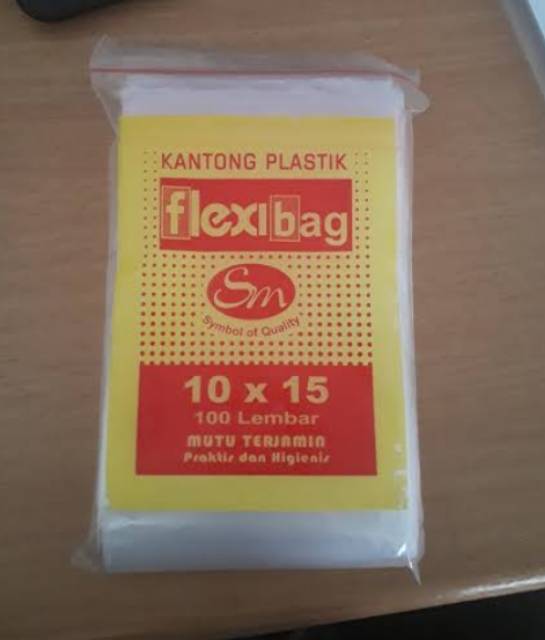 KANTONG PLASTIK
flexibag
Sm
Symbol of Quality
10 x 15
100 Lembar
MUTU TERJAMIN
Praktis dan Higienis